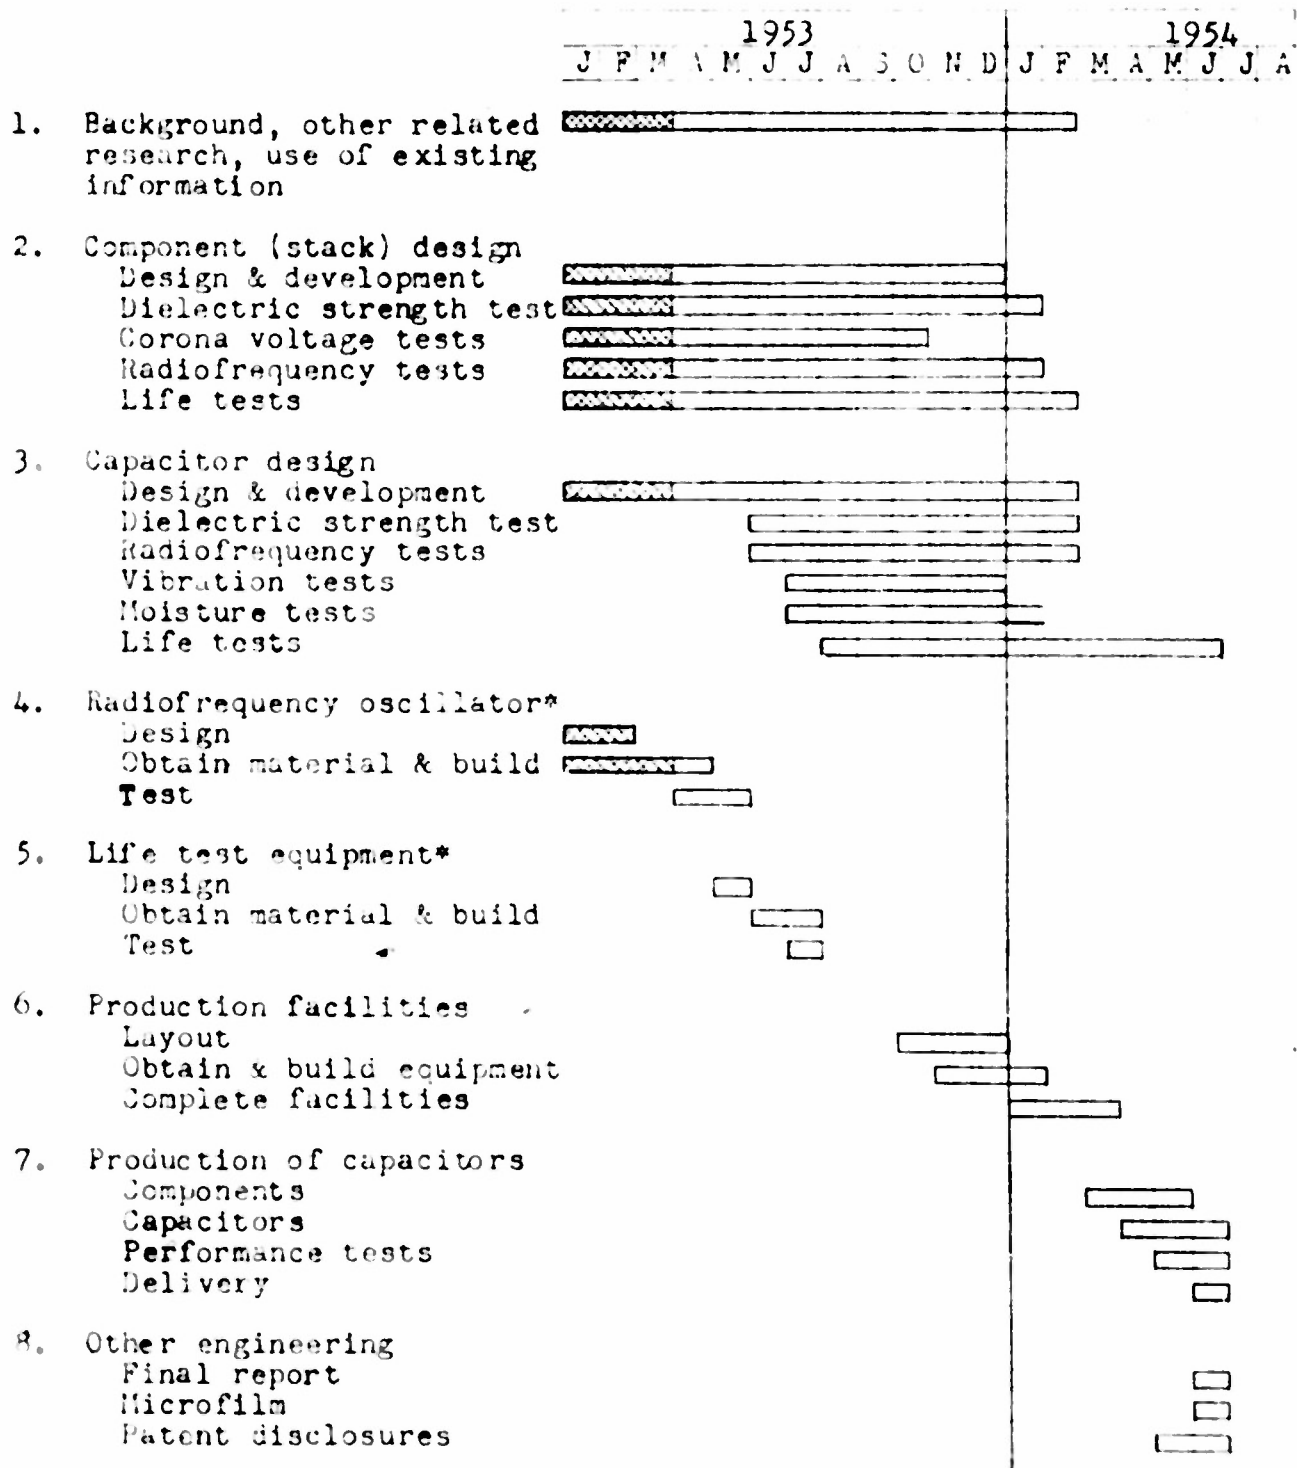 1953 1954
J F M A M J J A S O N D J F M A M J J A
1. Background, other related
research, use of existing
information
2. Component (stack) design
Design & development
Dielectric strength test
Corona voltage tests
Radiofrequency tests
Life tests
3. Capacitor design
Design & development
Dielectric strength test
Radiofrequency tests
Vibration tests
Moisture tests
Life tests
4. Radiofrequency oscillator*
Design
Obtain material & build
Test
5. Life test equipment*
Design
Obtain material & build
Test
6. Production facilities
Layout
Obtain & build equipment
Complete facilities
7. Production of capacitors
Components
Capacitors
Performance tests
Delivery
8. Other engineering
Final report
Microfilm
Patent disclosures